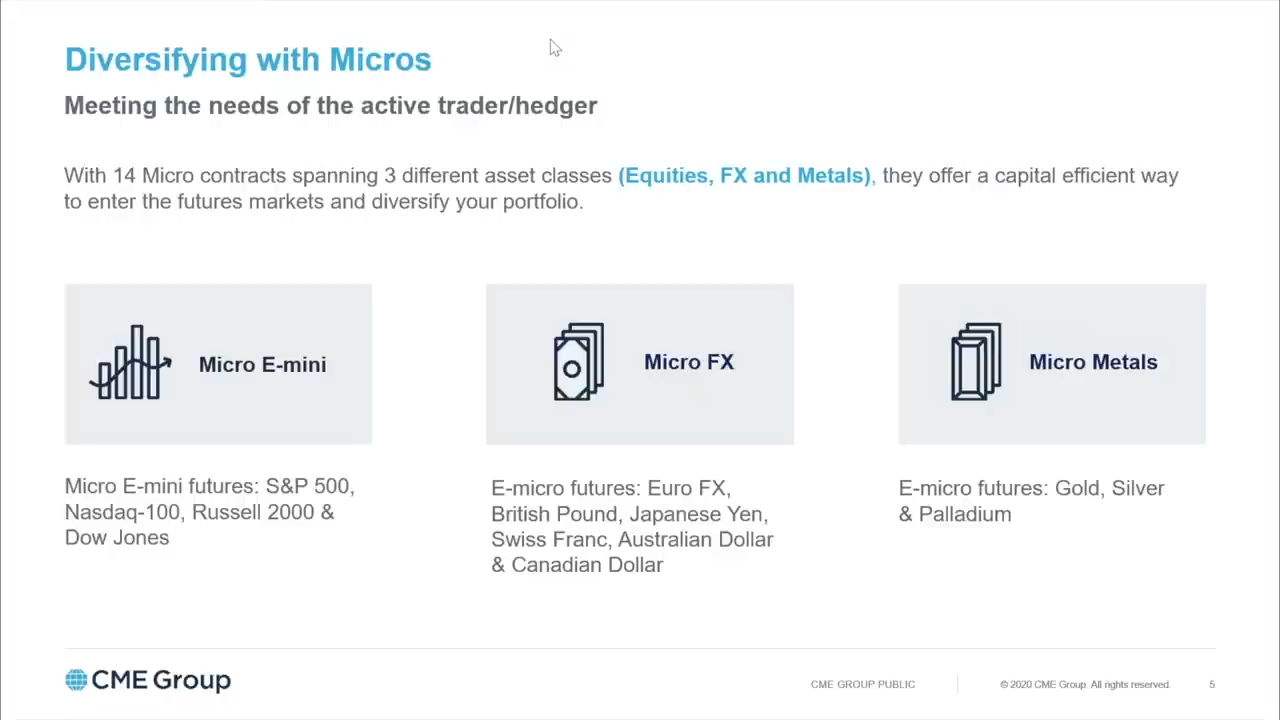 Diversifying with Micros
Meeting the needs of the active trader/hedger
With 14 Micro contracts spanning 3 different asset classes (Equities, FX and Metals), they offer a capital efficient way
to enter the futures markets and diversify your portfolio.
Micro E-mini
Micro E-mini futures: S&P 500,
Nasdaq-100, Russell 2000 &
Dow Jones
Micro FX
E-micro futures: Euro FX,
British Pound, Japanese Yen,
Swiss Franc, Australian Dollar
& Canadian Dollar
Micro Metals
E-micro futures: Gold, Silver
& Palladium
CME Group
CME GROUP PUBLIC
© 2020 CME Group. All rights reserved.
5